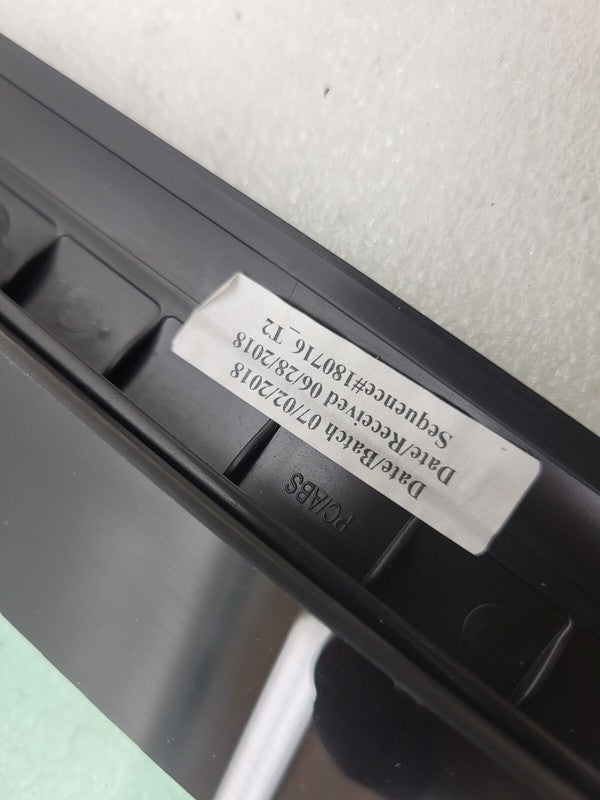 Date/Batch 07/02/2018
Date/Received 06/28/2018
Sequence#180716_T2
PC/ABS